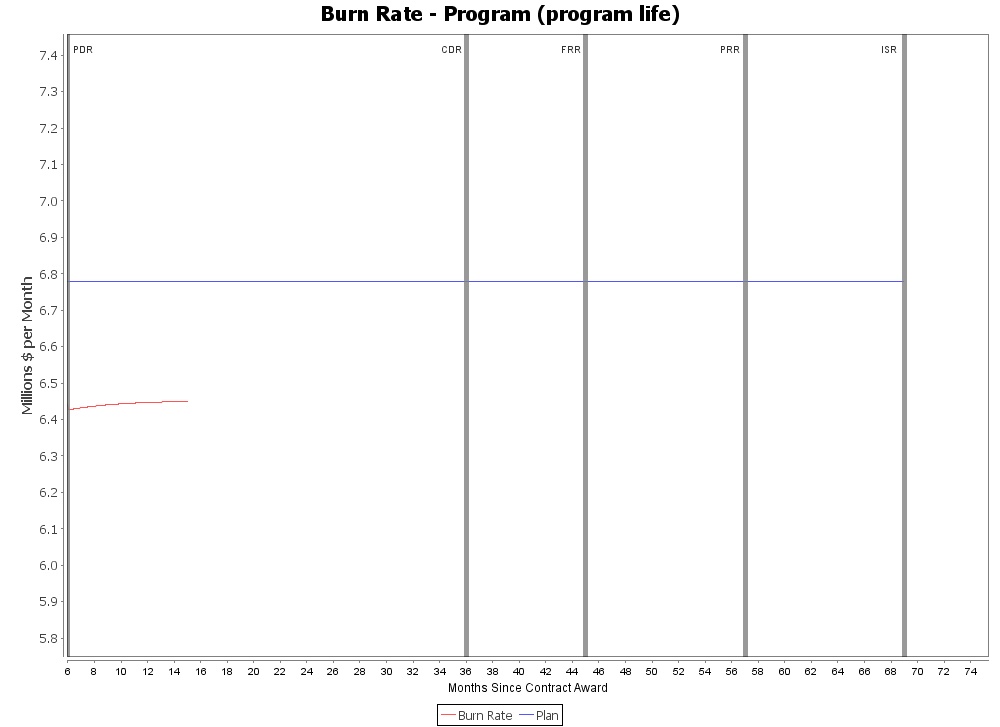 Burn Rate - Program (program life)
PDR CDR FRR PRR ISR
7.4
7.3
7.2
7.1
7.0
6.9
6.8
6.7
6.6
6.5
6.4
6.3
6.2
6.1
6.0
5.9
5.8
Millions $ per Month
6 8 10 12 14 16 18 20 22 24 26 28 30 32 34 36 38 40 42 44 46 48 50 52 54 56 58 60 62 64 66 68 70 72 74
Months Since Contract Award
Burn Rate Plan